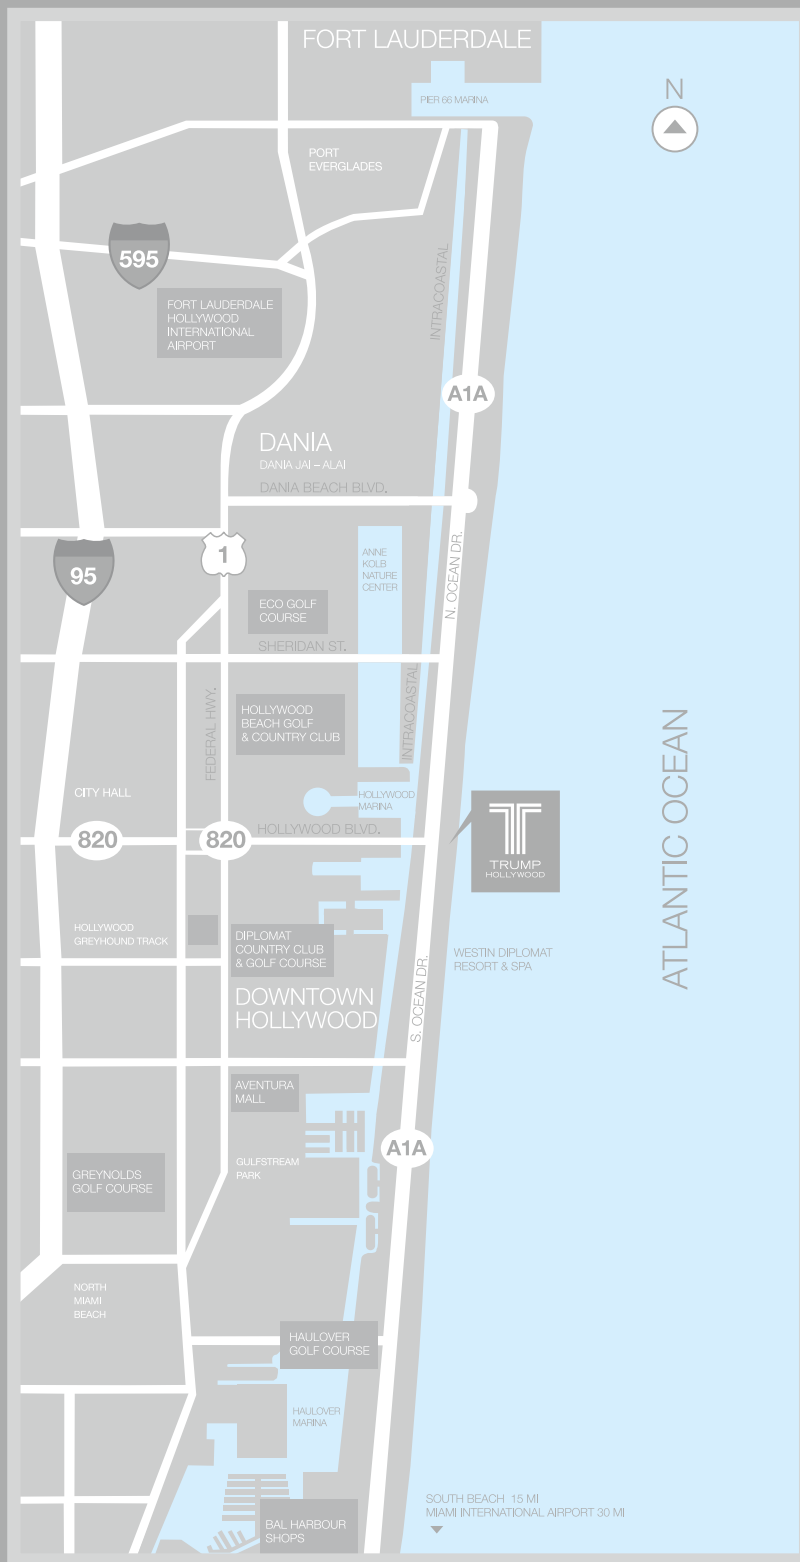 FORT LAUDERDALE
N
PIER 66 MARINA
PORT
EVERGLADES
595
INTRACOASTAL
FORT LAUDERDALE
HOLLYWOOD
INTERNATIONAL
AIRPORT
A1A
DANIA
DANIA JAI – ALAI
DANIA BEACH BLVD.
1
95
ANNE
KOLB
NATURE
CENTER
N. OCEAN DR.
ECO GOLF
COURSE
SHERIDAN ST.
FEDERAL HWY.
INTRACOASTAL
HOLLYWOOD
BEACH GOLF
& COUNTRY CLUB
ATLANTIC OCEAN
CITY HALL
HOLLYWOOD
MARINA
820
820
HOLLYWOOD BLVD.
TRUMP
HOLLYWOOD
HOLLYWOOD
GREYHOUND TRACK
DIPLOMAT
COUNTRY CLUB
& GOLF COURSE
WESTIN DIPLOMAT
RESORT & SPA
S. OCEAN DR.
DOWNTOWN
HOLLYWOOD
AVENTURA
MALL
A1A
GULFSTREAM
PARK
GREYNOLDS
GOLF COURSE
NORTH
MIAMI
BEACH
HAULOVER
GOLF COURSE
HAULOVER
MARINA
SOUTH BEACH 15 MI
MIAMI INTERNATIONAL AIRPORT 30 MI
BAL HARBOUR
SHOPS